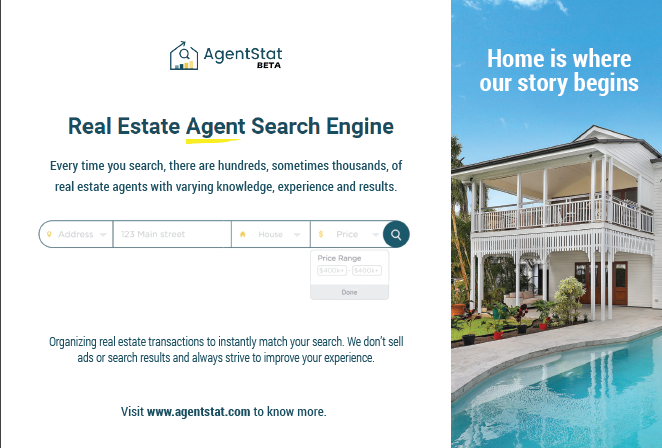 AgentStat
BETA
Home is where
our story begins
Real Estate Agent Search Engine
Every time you search, there are hundreds, sometimes thousands, of
real estate agents with varying knowledge, experience and results.
Address 123 Main street House $ Price
Price Range
$400k+ - $400k+
Done
Organizing real estate transactions to instantly match your search. We don't sell
ads or search results and always strive to improve your experience.
Visit www.agentstat.com to know more.